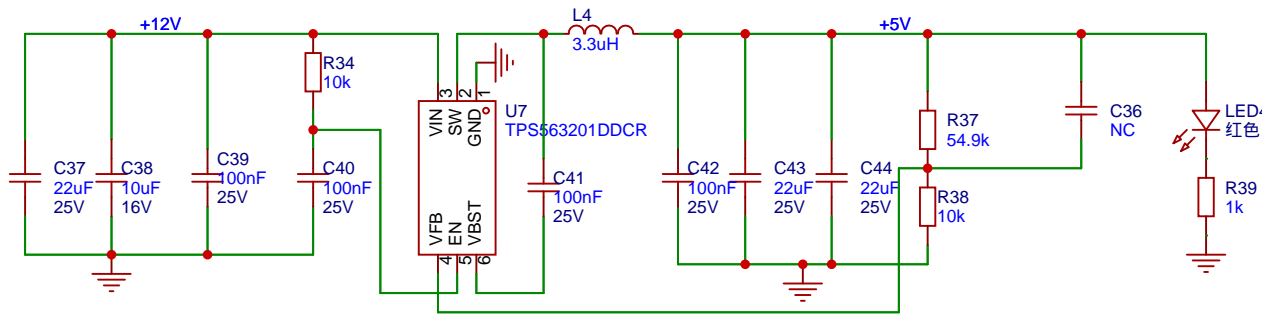 +12V
L4
3.3uH
+5V
R34
10k
3
2
1
VIN
SW
GND
U7
TPS563201DDCR
R37
54.9k
C36
NC
LED4
红色
C37
22uF
25V
C38
10uF
16V
C39
100nF
25V
C40
100nF
25V
C41
100nF
25V
C42
100nF
25V
C43
22uF
25V
C44
22uF
25V
R38
10k
R39
1k
VFB
EN
VBST
4
5
6